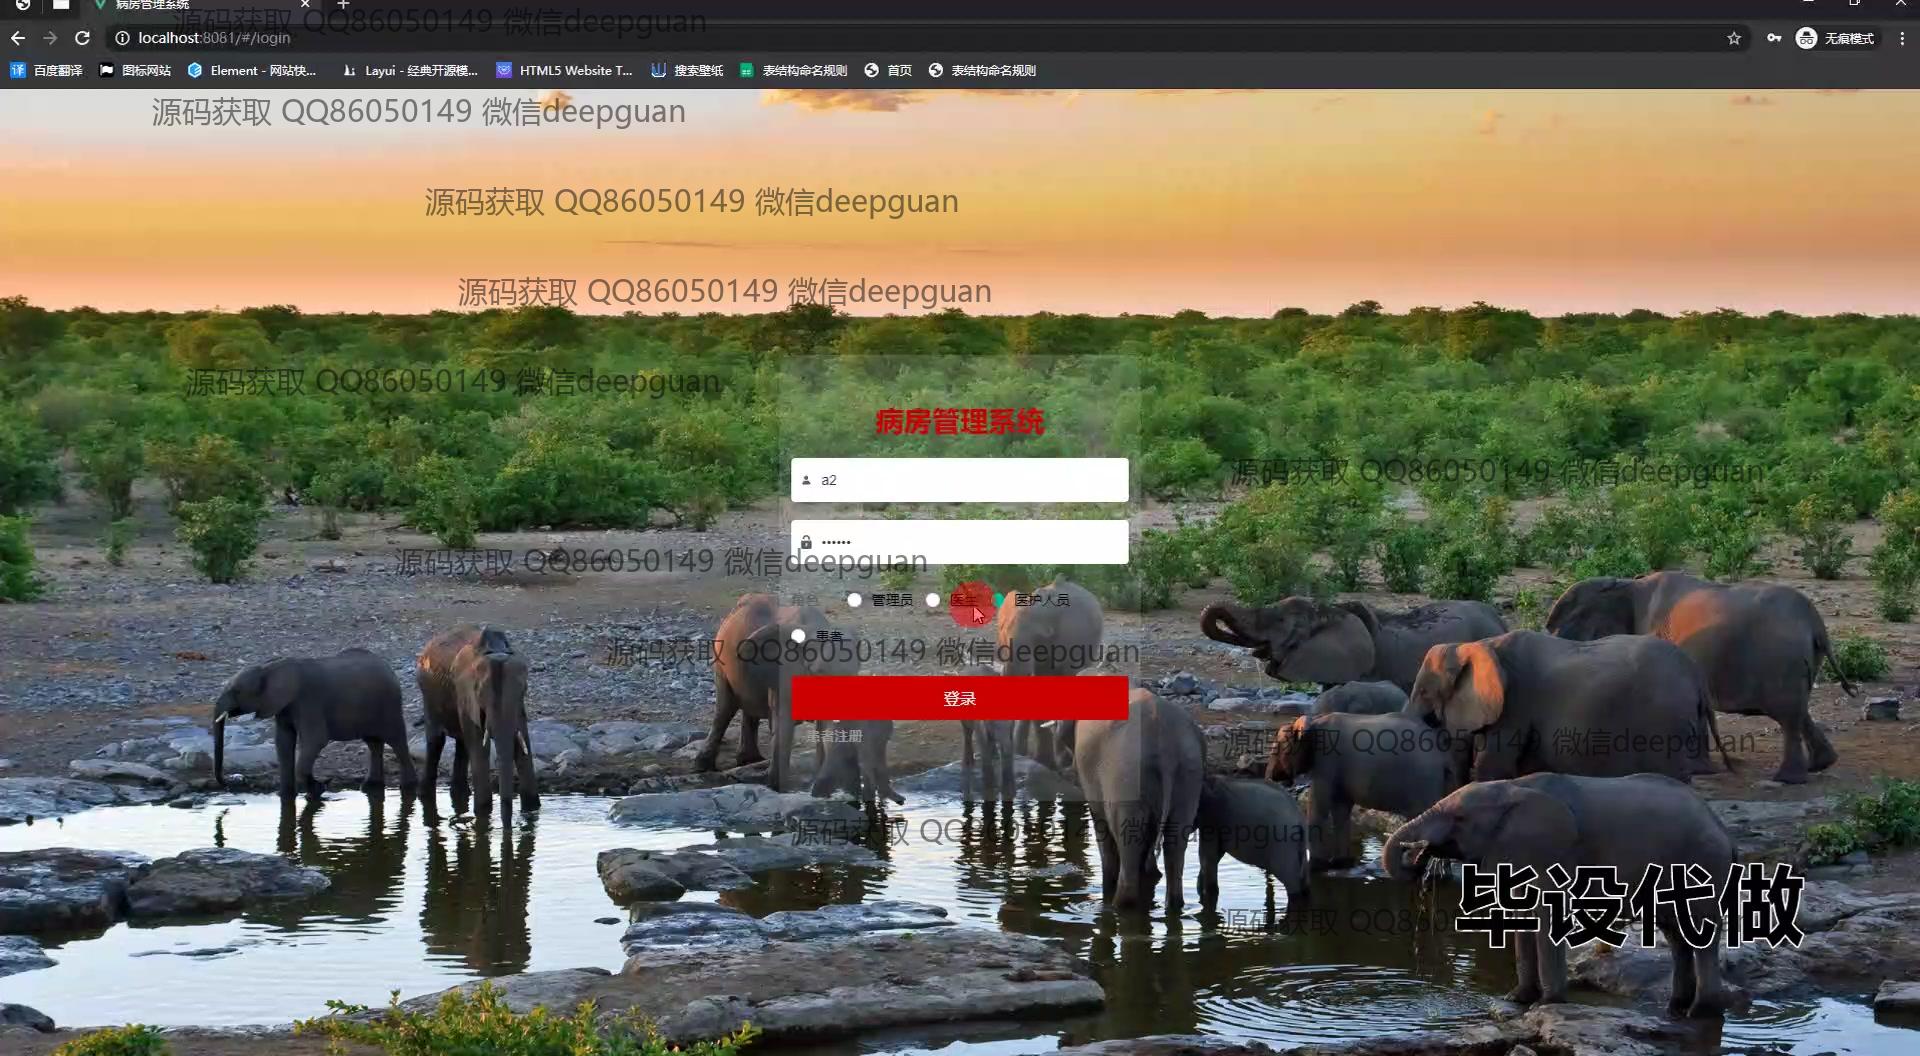 病房管理系统
源码获取 QQ86050149 微信deepguan
localhost:8081/#/login
无痕模式
百度翻译
图标网站
Element - 网站快...
Layui - 经典开源模...
HTML5 Website T...
搜索壁纸
表结构命名规则
首页
表结构命名规则
源码获取 QQ86050149 微信deepguan
源码获取 QQ86050149 微信deepguan
源码获取 QQ86050149 微信deepguan
源码获取 QQ86050149 微信deepguan
病房管理系统
源码获取 QQ86050149 微信deepguan
a2
••••••
源码获取 QQ86050149 微信deepguan
角色
管理员
医生
医护人员
患者
源码获取 QQ86050149 微信deepguan
登录
患者注册
源码获取 QQ86050149 微信deepguan
源码获取 QQ86050149 微信deepguan
源码获取 QQ860
毕设代做